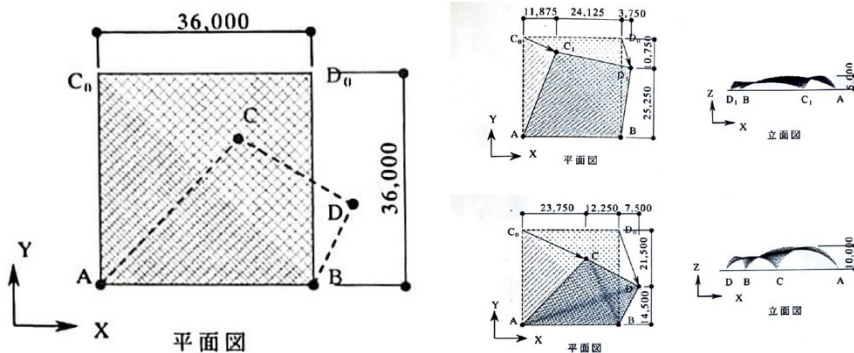 36,000
C₀
D₀
C
36,000
D
Y
A
B
X
平面図
11,875 24,125 3,750
C₀
C₁
D₀
10,750
D₁
25,250
Y
A
B
X
平面図
5,000
Z
D₁ B C₁ A
X
立面図
23,750 12,250 7,500
C₀
D₀
C
21,500
D
14,500
Y
A
B
X
平面図
10,000
Z
D B C A
X
立面図